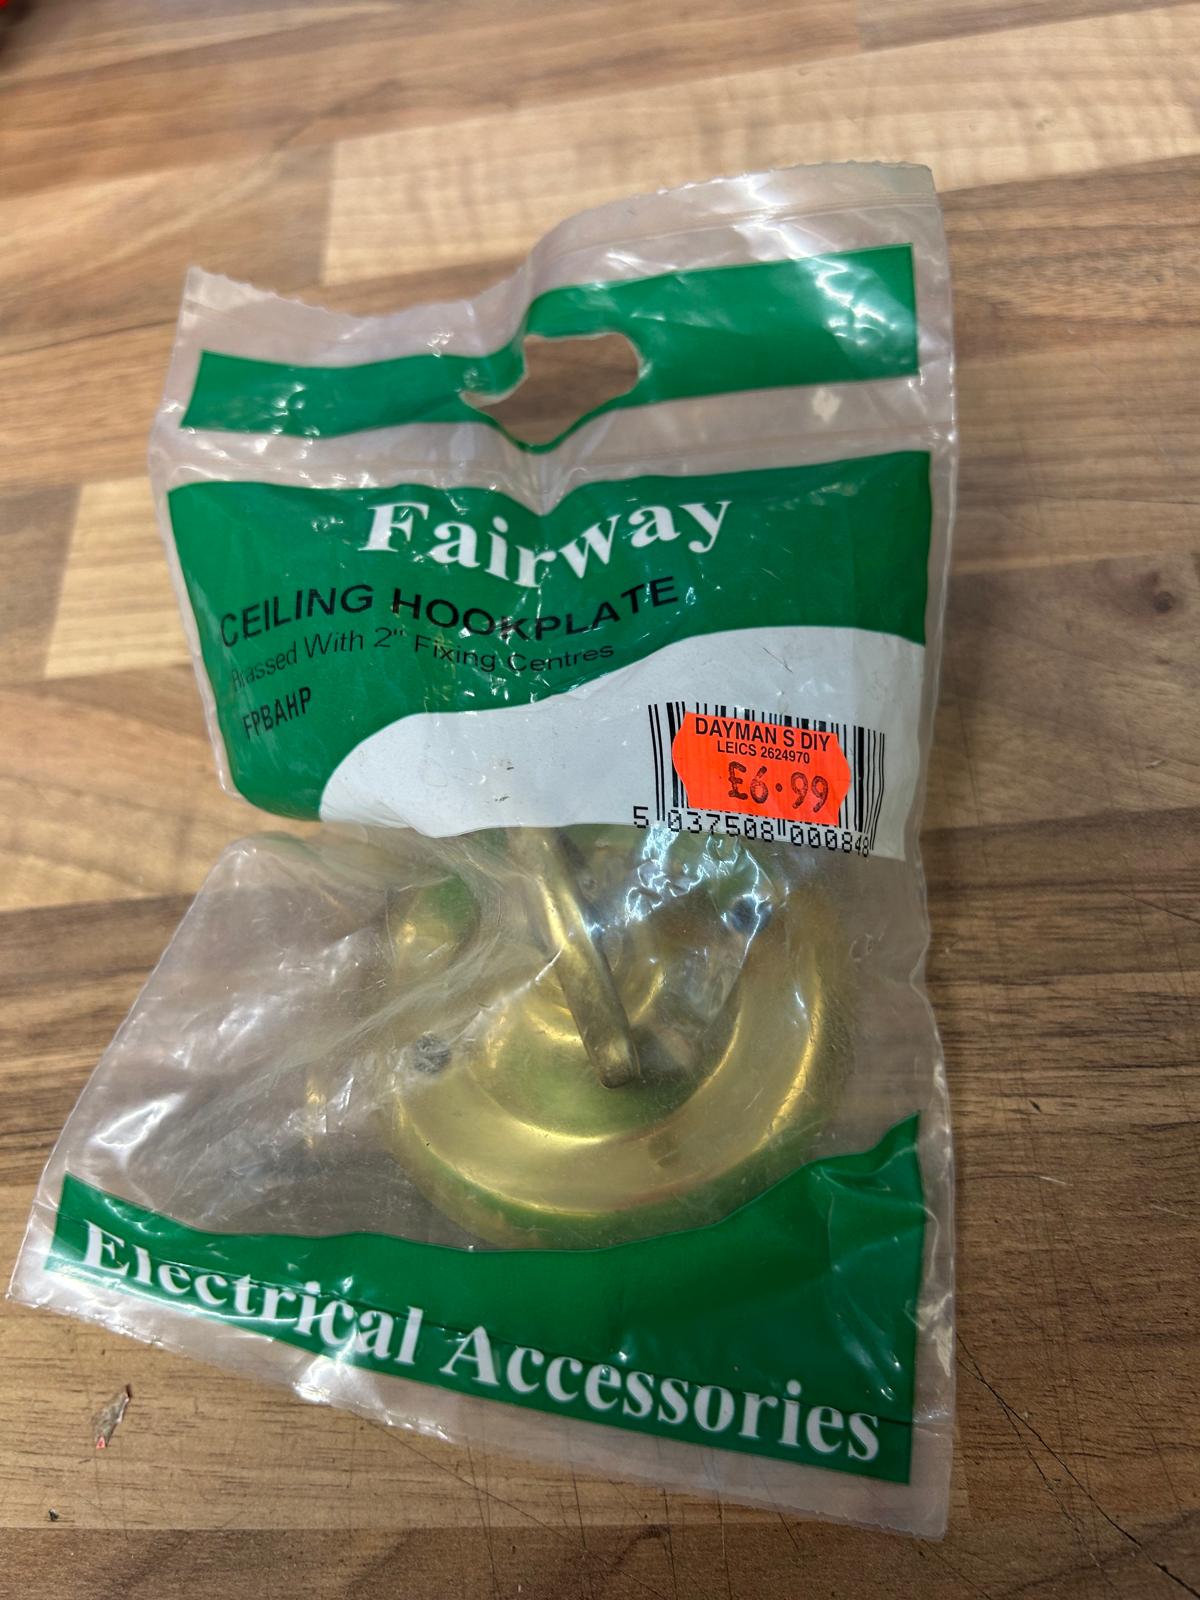 Fairway
CEILING HOOKPLATE
Brassed With 2" Fixing Centres
FPBAHP
DAYMAN S DIY
LEICS 2624970
£6.99
5 037508 000848
Electrical Accessories